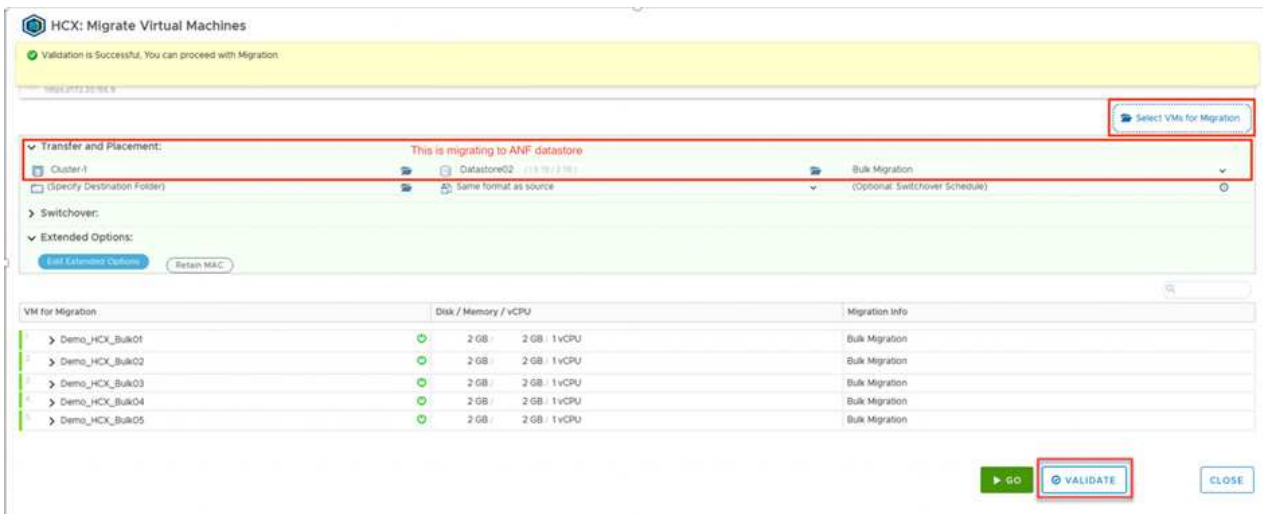 HCX: Migrate Virtual Machines
Validation is Successful, You can proceed with Migration
Select VMs for Migration
Transfer and Placement:
This is migrating to ANF datastore
Cluster-1 Datastore02 Bulk Migration
(Specify Destination Folder) Same format as source (Optional: Switchover Schedule)
Switchover:
Extended Options:
Edit Extended Options Retain MAC
VM for Migration Disk / Memory / vCPU Migration Info
1 Demo_HCX_Bulk01 2 GB / 2 GB / 1 vCPU Bulk Migration
2 Demo_HCX_Bulk02 2 GB / 2 GB / 1 vCPU Bulk Migration
3 Demo_HCX_Bulk03 2 GB / 2 GB / 1 vCPU Bulk Migration
4 Demo_HCX_Bulk04 2 GB / 2 GB / 1 vCPU Bulk Migration
5 Demo_HCX_Bulk05 2 GB / 2 GB / 1 vCPU Bulk Migration
GO VALIDATE CLOSE